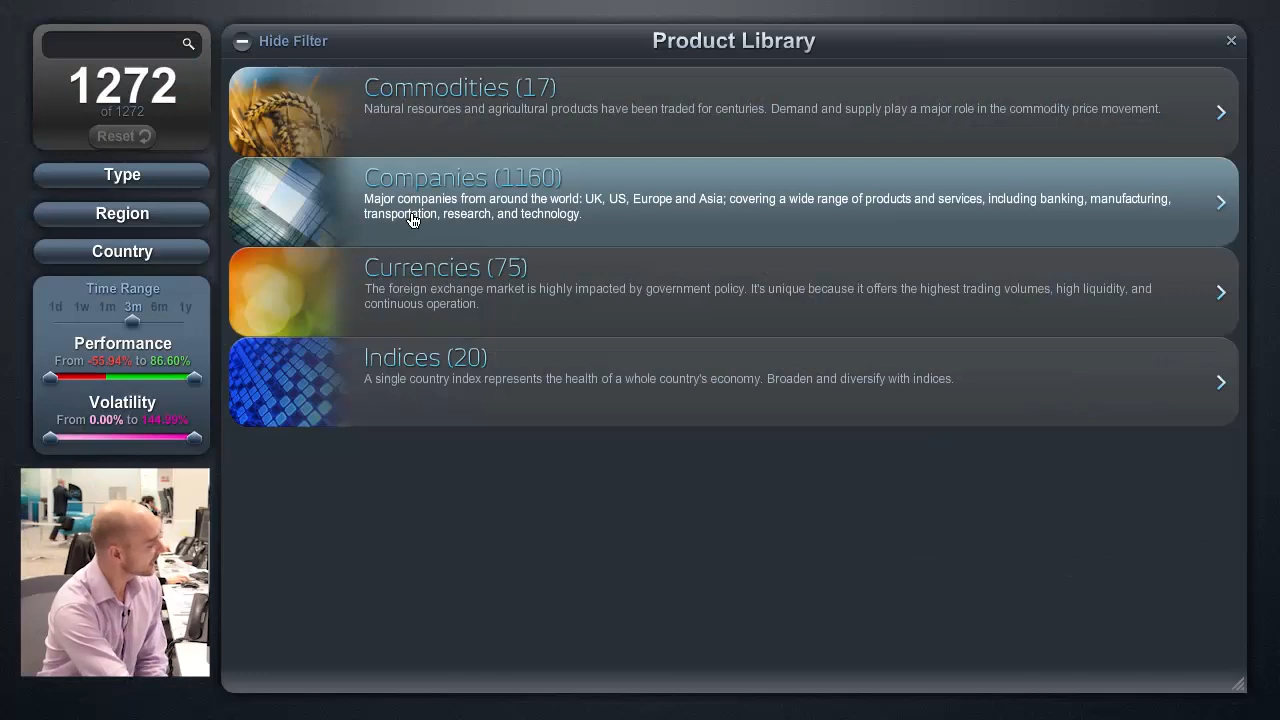 1272
of 1272
Reset
Type
Region
Country
Time Range
1d 1w 1m 3m 6m 1y
Performance
From -55.94% to 86.60%
Volatility
From 0.00% to 144.99%
Hide Filter
Product Library
Commodities (17)
Natural resources and agricultural products have been traded for centuries. Demand and supply play a major role in the commodity price movement.
Companies (1160)
Major companies from around the world: UK, US, Europe and Asia; covering a wide range of products and services, including banking, manufacturing,
transportation, research, and technology.
Currencies (75)
The foreign exchange market is highly impacted by government policy. It's unique because it offers the highest trading volumes, high liquidity, and
continuous operation.
Indices (20)
A single country index represents the health of a whole country's economy. Broaden and diversify with indices.